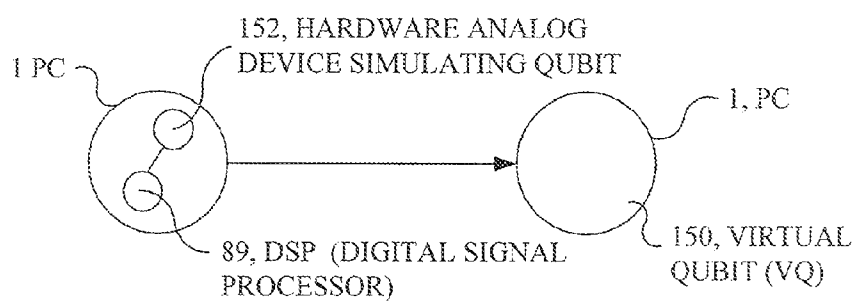 152, HARDWARE ANALOG
DEVICE SIMULATING QUBIT
1 PC
1, PC
89, DSP (DIGITAL SIGNAL
PROCESSOR)
150, VIRTUAL
QUBIT (VQ)